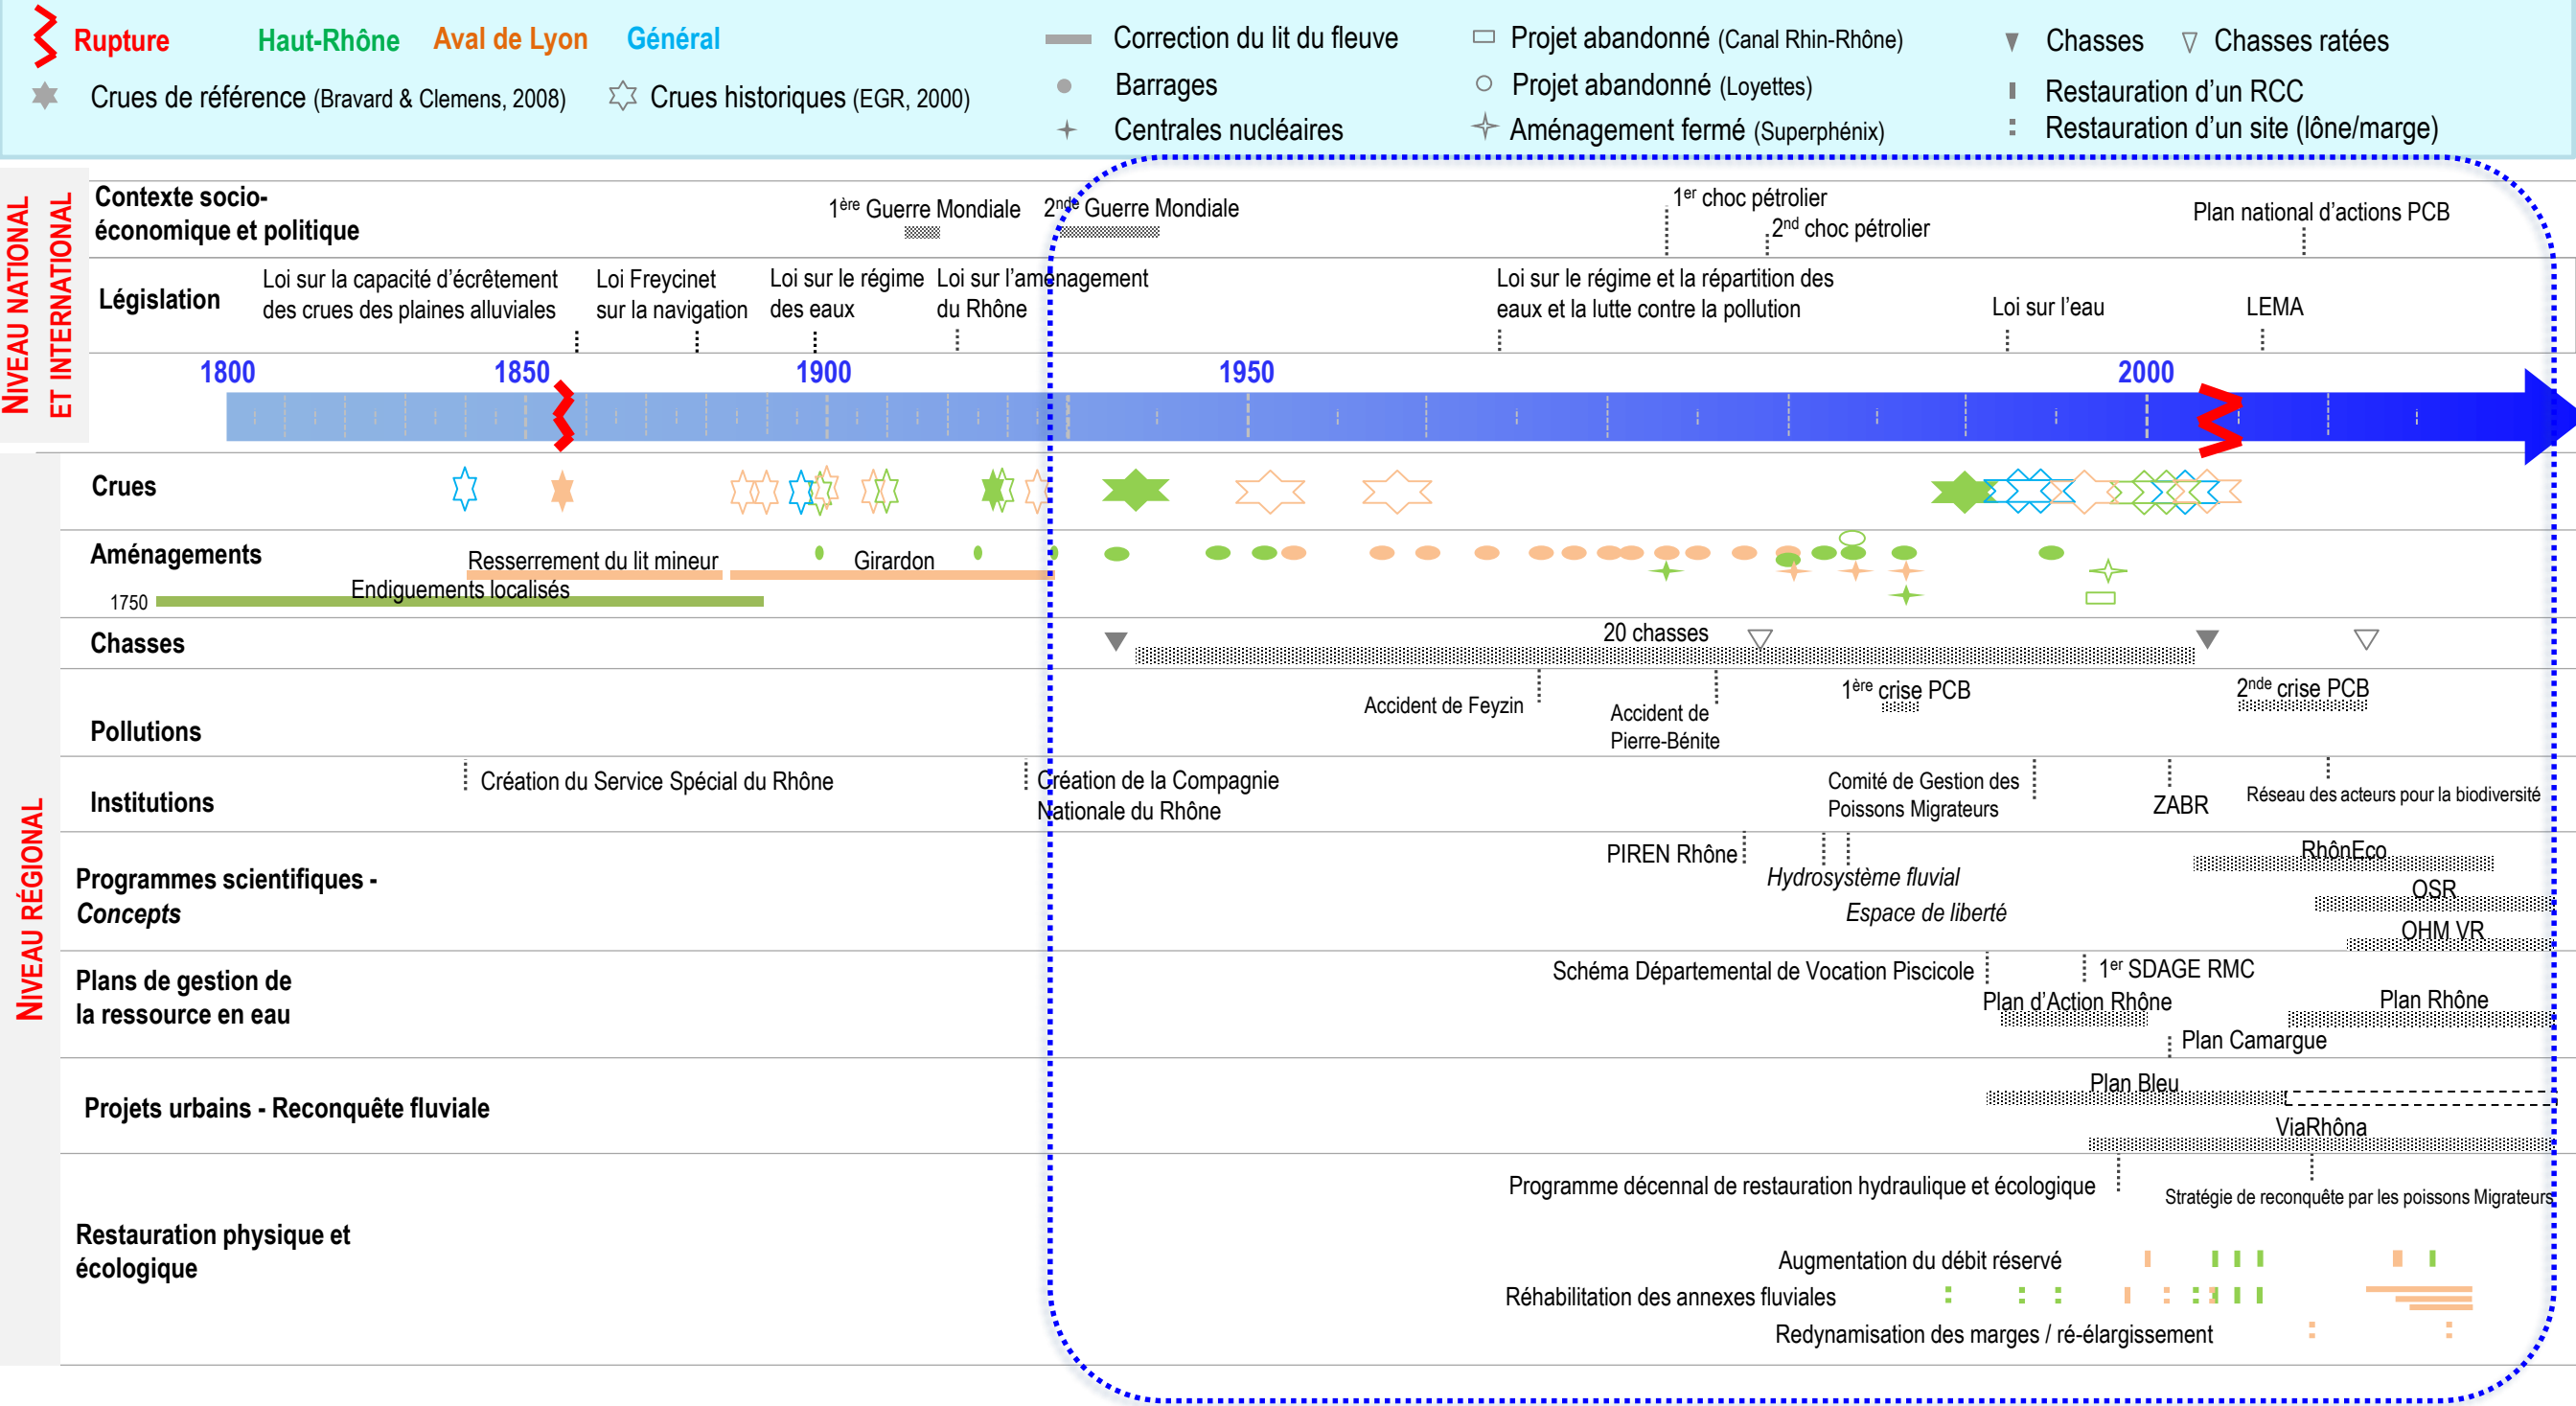 Rupture
Haut-Rhône
Aval de Lyon
Général
Crues de référence (Bravard & Clemens, 2008)
Crues historiques (EGR, 2000)
Correction du lit du fleuve
Barrages
Centrales nucléaires
Projet abandonné (Canal Rhin-Rhône)
Projet abandonné (Loyettes)
Aménagement fermé (Superphénix)
Chasses
Chasses ratées
Restauration d'un RCC
Restauration d'un site (lône/marge)
NIVEAU NATIONAL
ET INTERNATIONAL
Contexte socio-
économique et politique
1ère Guerre Mondiale
2nde Guerre Mondiale
1er choc pétrolier
2nd choc pétrolier
Plan national d'actions PCB
Législation
Loi sur la capacité d'écrêtement
des crues des plaines alluviales
Loi Freycinet
sur la navigation
Loi sur le régime
des eaux
Loi sur l'aménagement
du Rhône
Loi sur le régime et la répartition des
eaux et la lutte contre la pollution
Loi sur l'eau
LEMA
1800
1850
1900
1950
2000
NIVEAU RÉGIONAL
Crues
Aménagements
Resserrement du lit mineur
Girardon
Endiguements localisés
1750
Chasses
20 chasses
Pollutions
Accident de Feyzin
Accident de
Pierre-Bénite
1ère crise PCB
2nde crise PCB
Institutions
Création du Service Spécial du Rhône
Création de la Compagnie
Nationale du Rhône
Comité de Gestion des
Poissons Migrateurs
ZABR
Réseau des acteurs pour la biodiversité
Programmes scientifiques -
Concepts
PIREN Rhône
Hydrosystème fluvial
Espace de liberté
RhônEco
OSR
OHM VR
Plans de gestion de
la ressource en eau
Schéma Départemental de Vocation Piscicole
1er SDAGE RMC
Plan d'Action Rhône
Plan Rhône
Plan Camargue
Projets urbains - Reconquête fluviale
Plan Bleu
ViaRhôna
Restauration physique et
écologique
Programme décennal de restauration hydraulique et écologique
Stratégie de reconquête par les poissons Migrateurs
Augmentation du débit réservé
Réhabilitation des annexes fluviales
Redynamisation des marges / ré-élargissement